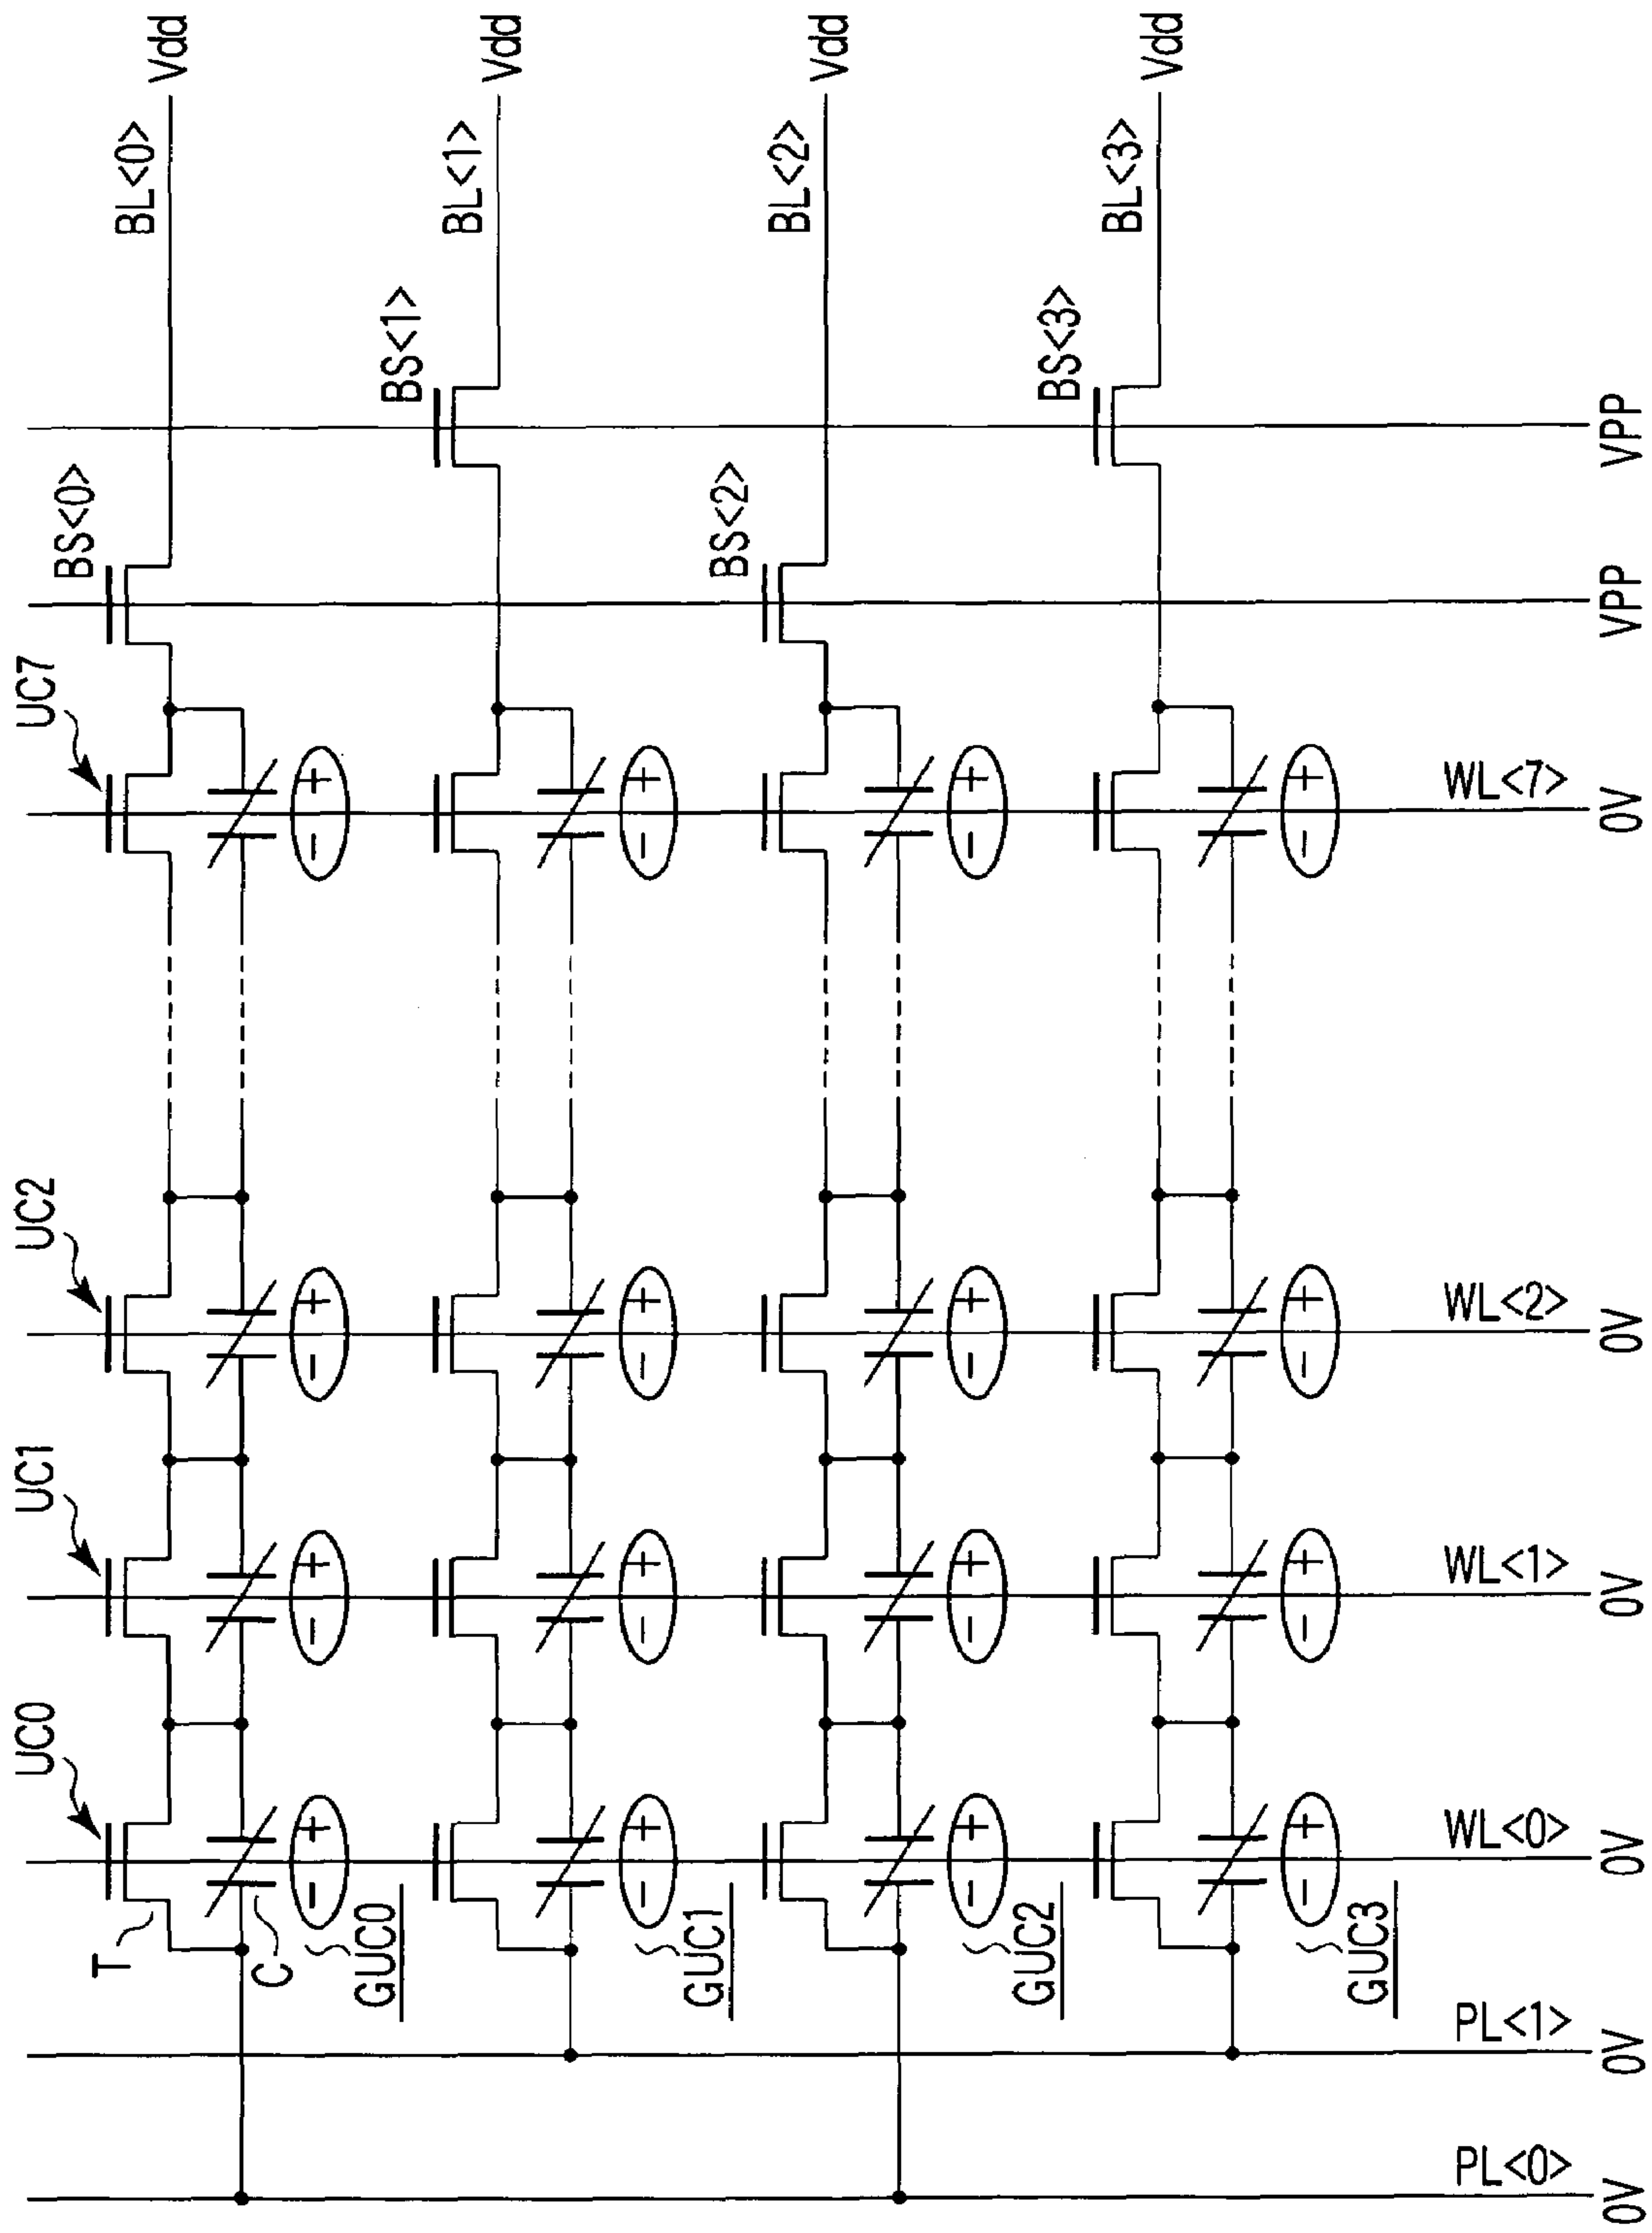 Vdd
Vdd
Vdd
Vdd
BL<0>
BL<1>
BL<2>
BL<3>
BS<1>
BS<3>
VPP
BS<0>
BS<2>
VPP
UC7
+
−
+
−
+
−
+
−
WL<7>
0V
UC2
+
−
+
−
+
−
+
−
WL<2>
0V
UC1
+
−
+
−
+
−
+
−
WL<1>
0V
UC0
+
−
+
−
+
−
+
−
WL<0>
0V
T
C
GUC0
GUC1
GUC2
GUC3
PL<1>
0V
PL<0>
0V